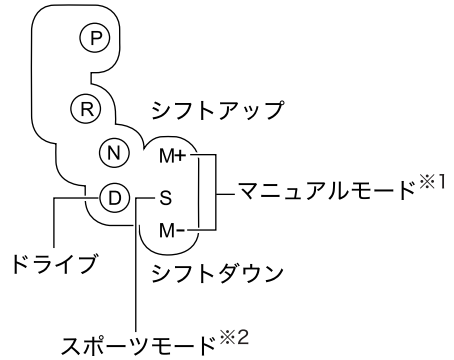 P
R
シフトアップ
N
M+
マニュアルモード※1
D
S
M-
ドライブ
シフトダウン
スポーツモード※2